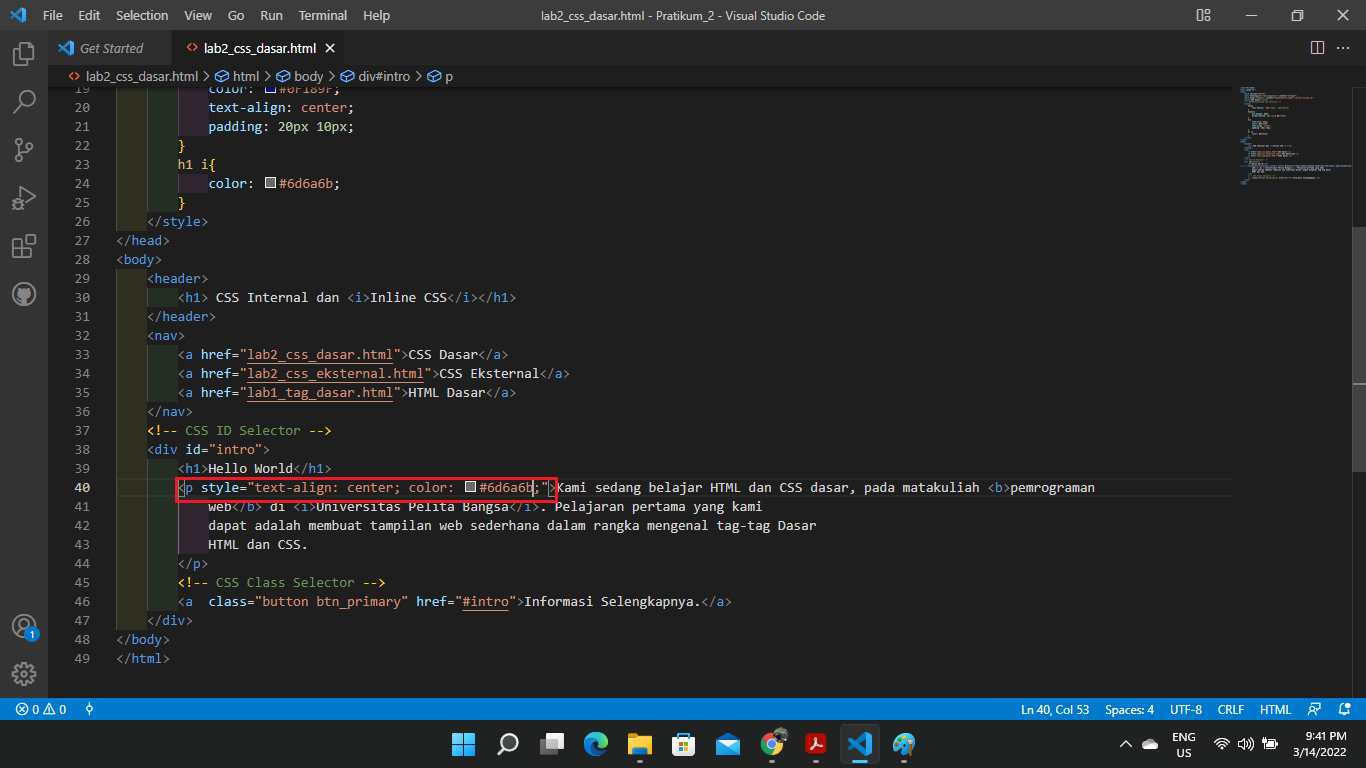 File Edit Selection View Go Run Terminal Help lab2_css_dasar.html - Pratikum_2 - Visual Studio Code
Get Started lab2_css_dasar.html
lab2_css_dasar.html > html > body > div#intro > p
19 color: #0F189F;
20 text-align: center;
21 padding: 20px 10px;
22 }
23 h1 i{
24 color: #6d6a6b;
25 }
26 </style>
27 </head>
28 <body>
29 <header>
30 <h1> CSS Internal dan <i>Inline CSS</i></h1>
31 </header>
32 <nav>
33 <a href="lab2_css_dasar.html">CSS Dasar</a>
34 <a href="lab2_css_eksternal.html">CSS Eksternal</a>
35 <a href="lab1_tag_dasar.html">HTML Dasar</a>
36 </nav>
37 <!-- CSS ID Selector -->
38 <div id="intro">
39 <h1>Hello World</h1>
40 <p style="text-align: center; color: #6d6a6b;">Kami sedang belajar HTML dan CSS dasar, pada matakuliah <b>pemrograman
41 web</b> di <i>Universitas Pelita Bangsa</i>. Pelajaran pertama yang kami
42 dapat adalah membuat tampilan web sederhana dalam rangka mengenal tag-tag Dasar
43 HTML dan CSS.
44 </p>
45 <!-- CSS Class Selector -->
46 <a  class="button btn_primary" href="#intro">Informasi Selengkapnya.</a>
47 </div>
48 </body>
49 </html>
1
0 0 Ln 40, Col 53 Spaces: 4 UTF-8 CRLF HTML
ENG
US
9:41 PM
3/14/2022